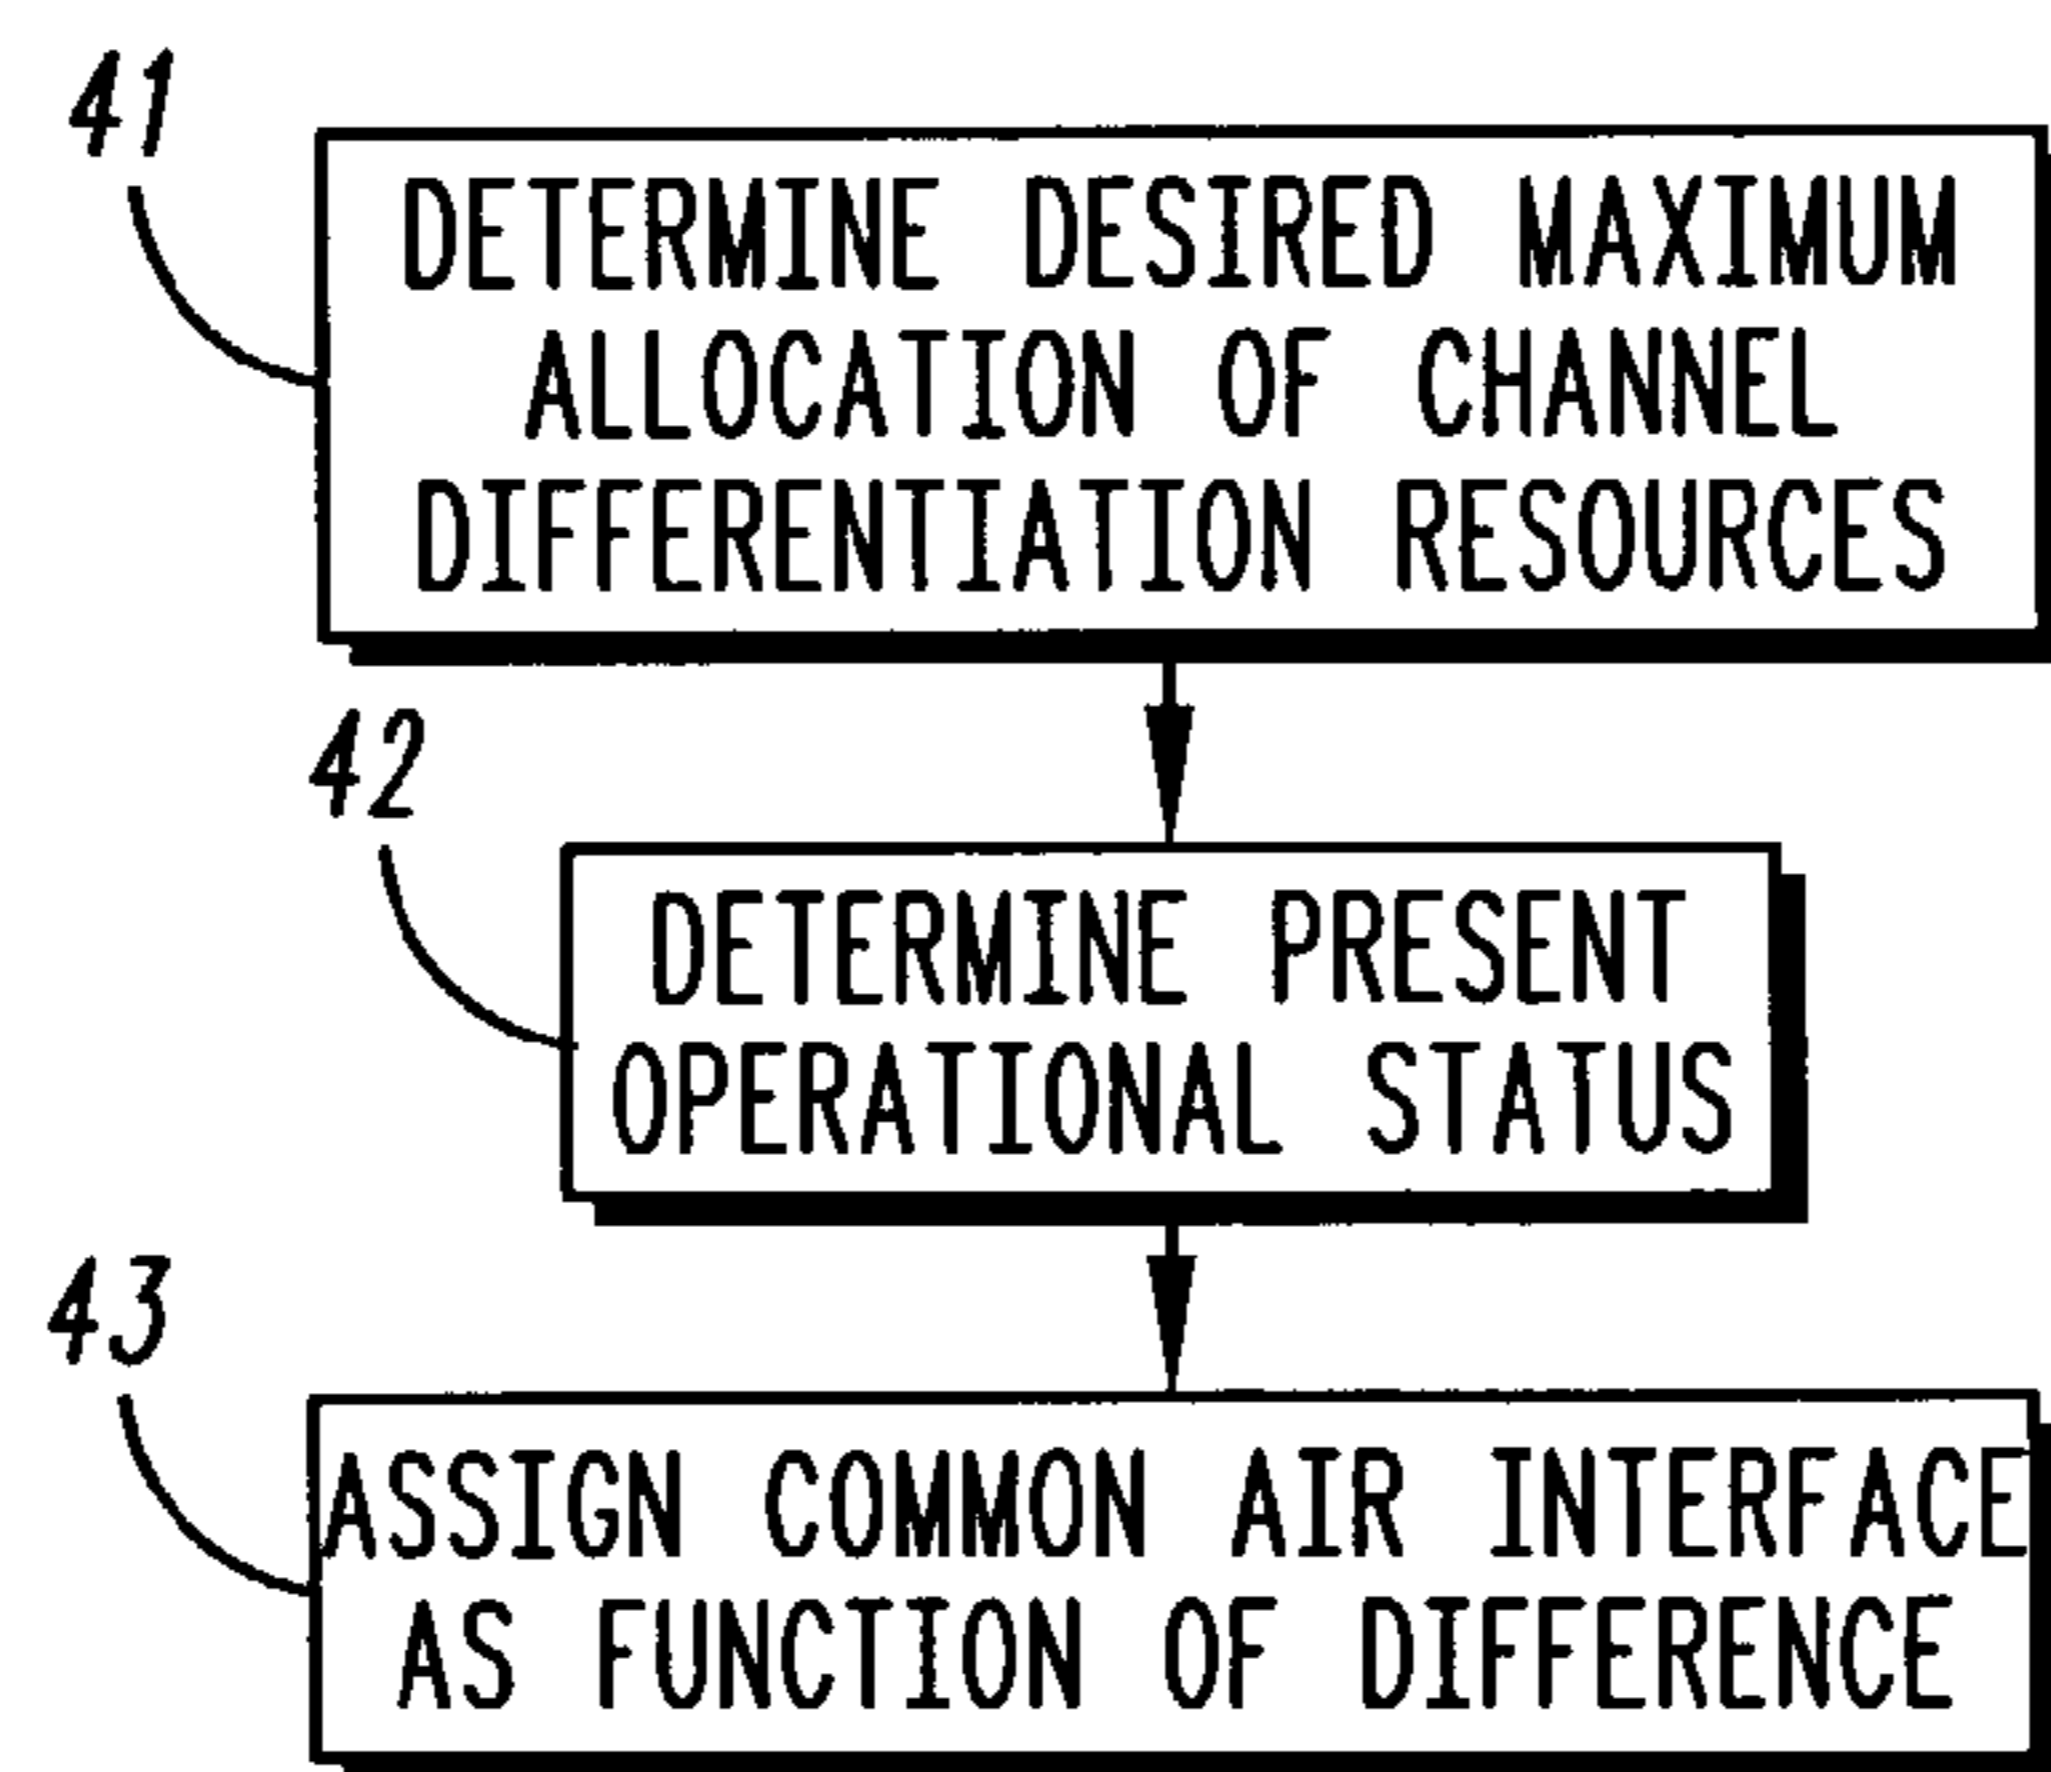 41
DETERMINE DESIRED MAXIMUM
ALLOCATION OF CHANNEL
DIFFERENTIATION RESOURCES
42
DETERMINE PRESENT
OPERATIONAL STATUS
43
ASSIGN COMMON AIR INTERFACE
AS FUNCTION OF DIFFERENCE